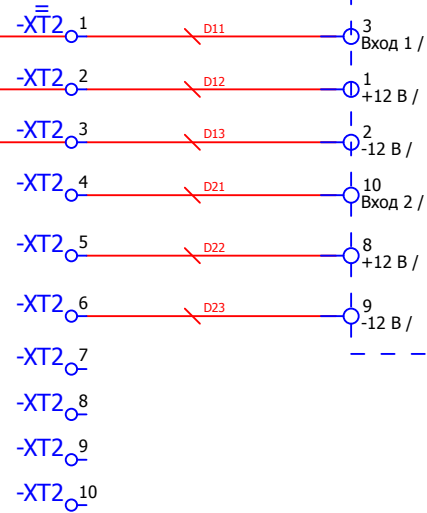 =
-XT2 1 D11 3
Вход 1 /
-XT2 2 D12 1
+12 В /
-XT2 3 D13 2
-12 В /
-XT2 4 D21 10
Вход 2 /
-XT2 5 D22 8
+12 В /
-XT2 6 D23 9
-12 В /
-XT2 7
-XT2 8
-XT2 9
-XT2 10